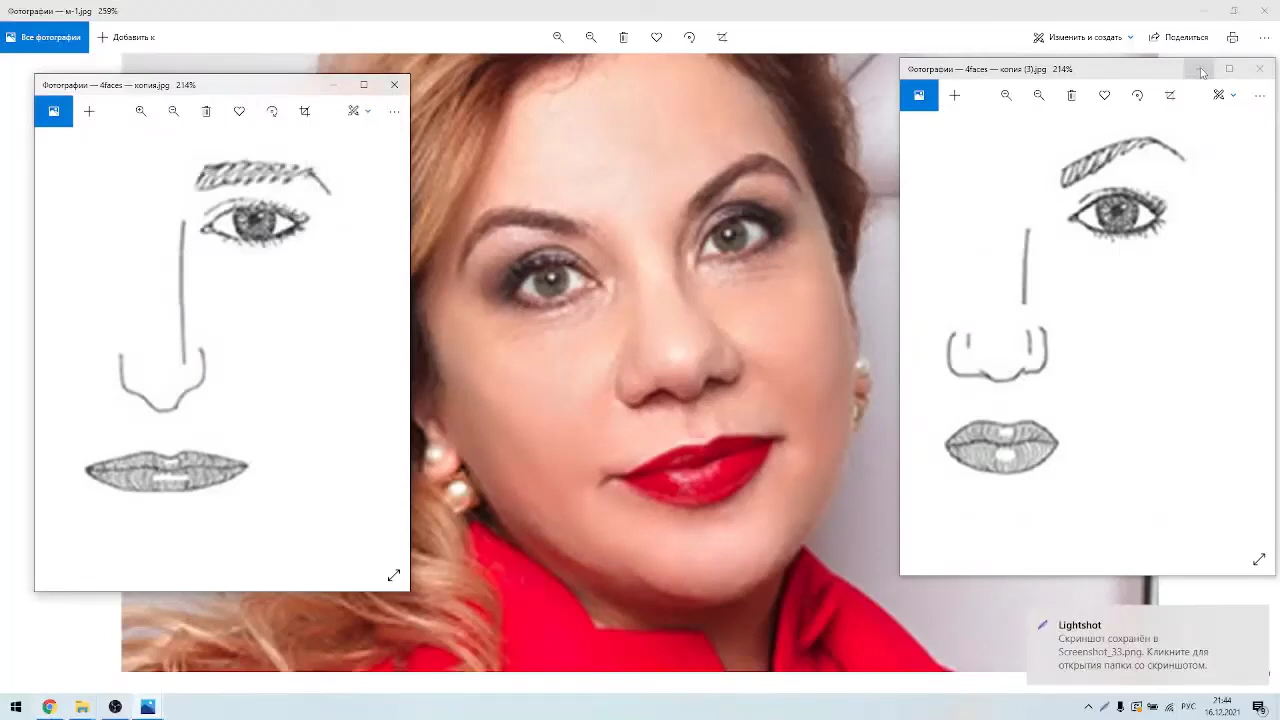 Фотографии — м-1.jpg 259%
Все фотографии
Добавить к
Изменить и создать
Поделиться
Фотографии — 4faces — копия.jpg 214%
Фотографии — 4faces — копия (3).jpg 214%
Lightshot
Скриншот сохранён в
Screenshot_33.png. Кликните для
открытия папки со скриншотом.
РУС
21:44
16.12.2021